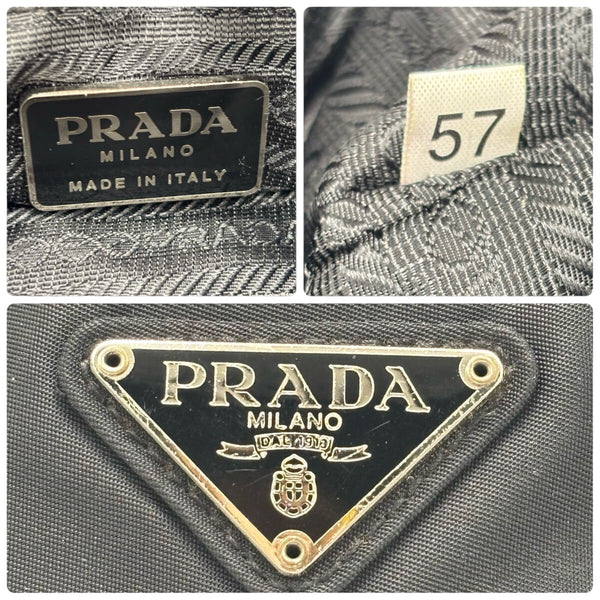 PRADA
MILANO
MADE IN ITALY
57
PRADA
MILANO
DAL 1913